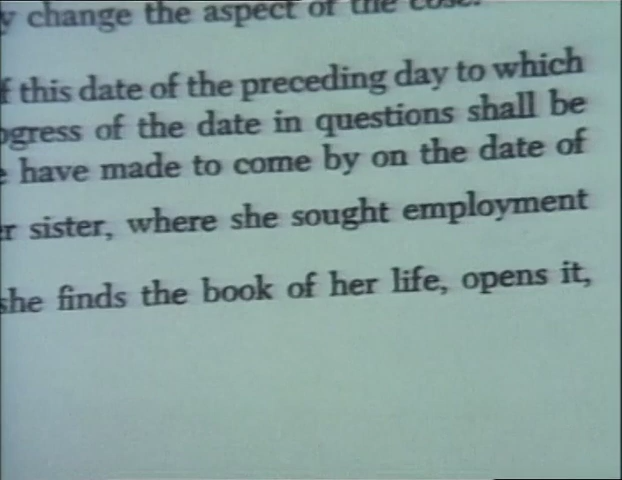 y change the aspect of the case.
f this date of the preceding day to which
ogress of the date in questions shall be
e have made to come by on the date of
r sister, where she sought employment
she finds the book of her life, opens it,